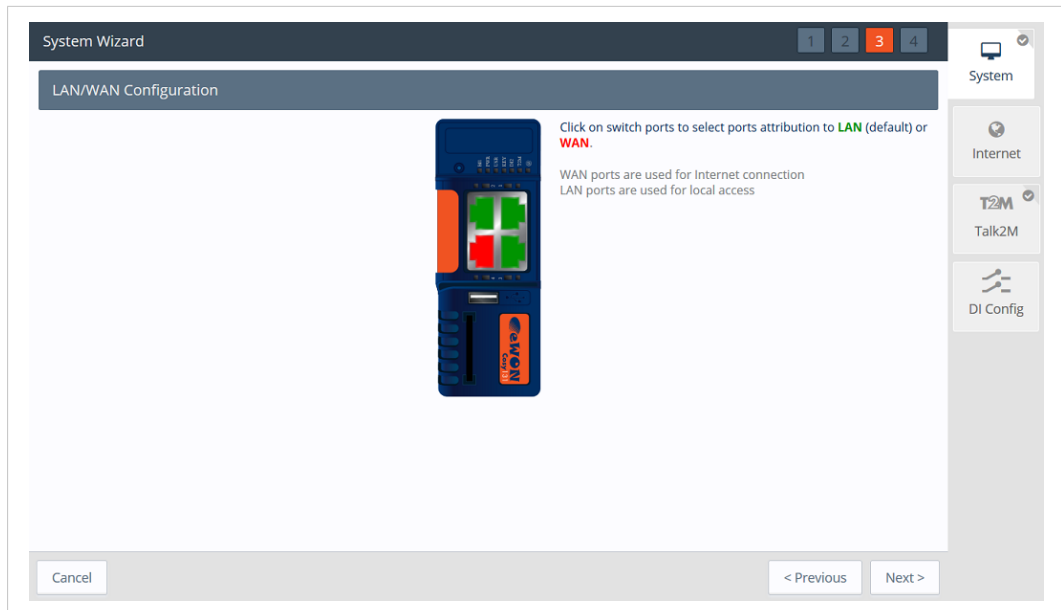 System Wizard
1 2 3 4
System
LAN/WAN Configuration
Click on switch ports to select ports attribution to LAN (default) or
WAN.
WAN ports are used for Internet connection
LAN ports are used for local access
eWON
Cosy 131
Internet
T2M
Talk2M
DI Config
Cancel
< Previous
Next >